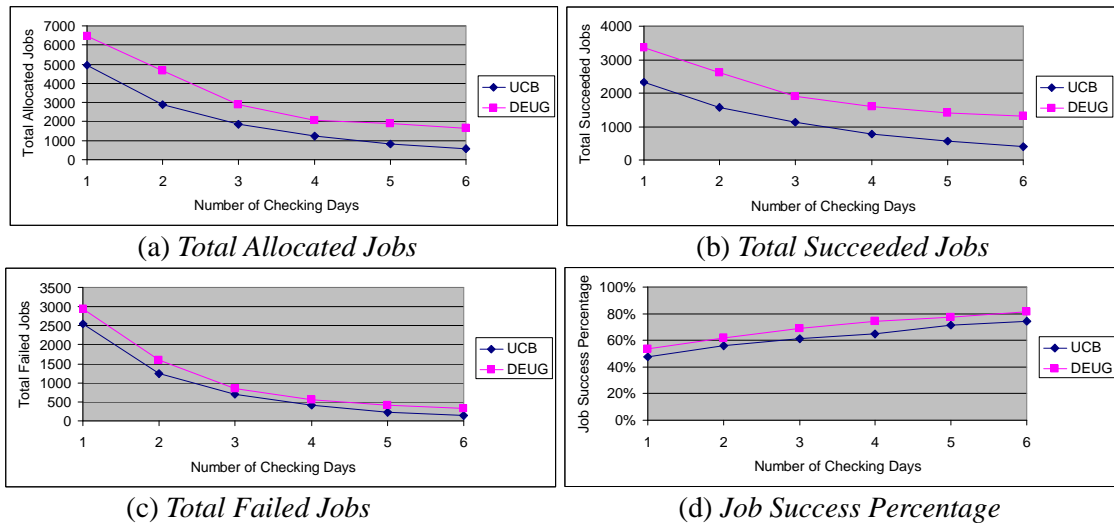 Total Allocated Jobs
7000
6000
5000
4000
3000
2000
1000
0
1 2 3 4 5 6
Number of Checking Days
UCB
DEUG
(a) Total Allocated Jobs
Total Succeeded Jobs
4000
3000
2000
1000
0
1 2 3 4 5 6
Number of Checking Days
UCB
DEUG
(b) Total Succeeded Jobs
Total Failed Jobs
3500
3000
2500
2000
1500
1000
500
0
1 2 3 4 5 6
Number of Checking Days
UCB
DEUG
(c) Total Failed Jobs
Job Success Percentage
100%
80%
60%
40%
20%
0%
1 2 3 4 5 6
Number of Checking Days
UCB
DEUG
(d) Job Success Percentage